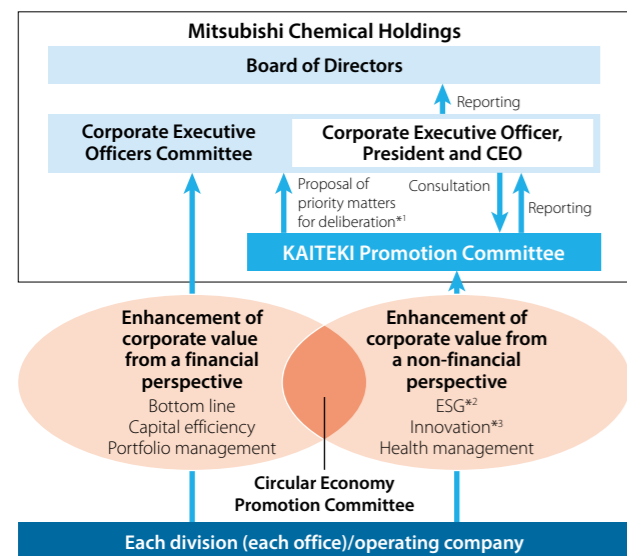 Mitsubishi Chemical Holdings
Board of Directors
Reporting
Corporate Executive
Officers Committee
Corporate Executive Officer,
President and CEO
Proposal of
priority matters
for deliberation*1
Consultation
Reporting
KAITEKI Promotion Committee
Enhancement of
corporate value
from a financial
perspective
Bottom line
Capital efficiency
Portfolio management
Enhancement of
corporate value from
a non-financial
perspective
ESG*2
Innovation*3
Health management
Circular Economy
Promotion Committee
Each division (each office)/operating company